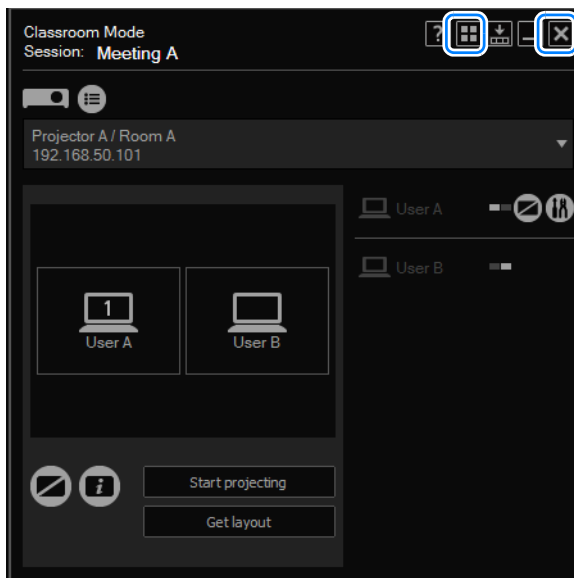 Classroom Mode
Session: Meeting A
?
Projector A / Room A
192.168.50.101
User A
User B
1
User A
User B
i
Start projecting
Get layout